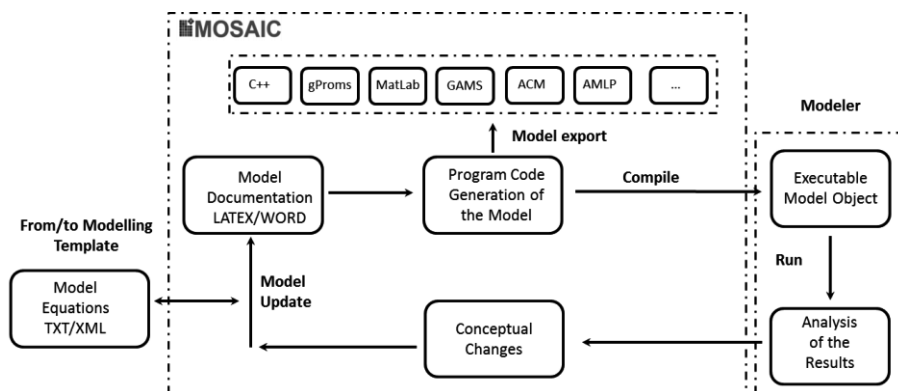 MOSAIC
C++
gProms
MatLab
GAMS
ACM
AMLP
...
Model export
Modeler
Model
Documentation
LATEX/WORD
Program Code
Generation of
the Model
Compile
Executable
Model Object
From/to Modelling
Template
Model
Equations
TXT/XML
Model
Update
Run
Conceptual
Changes
Analysis
of the
Results